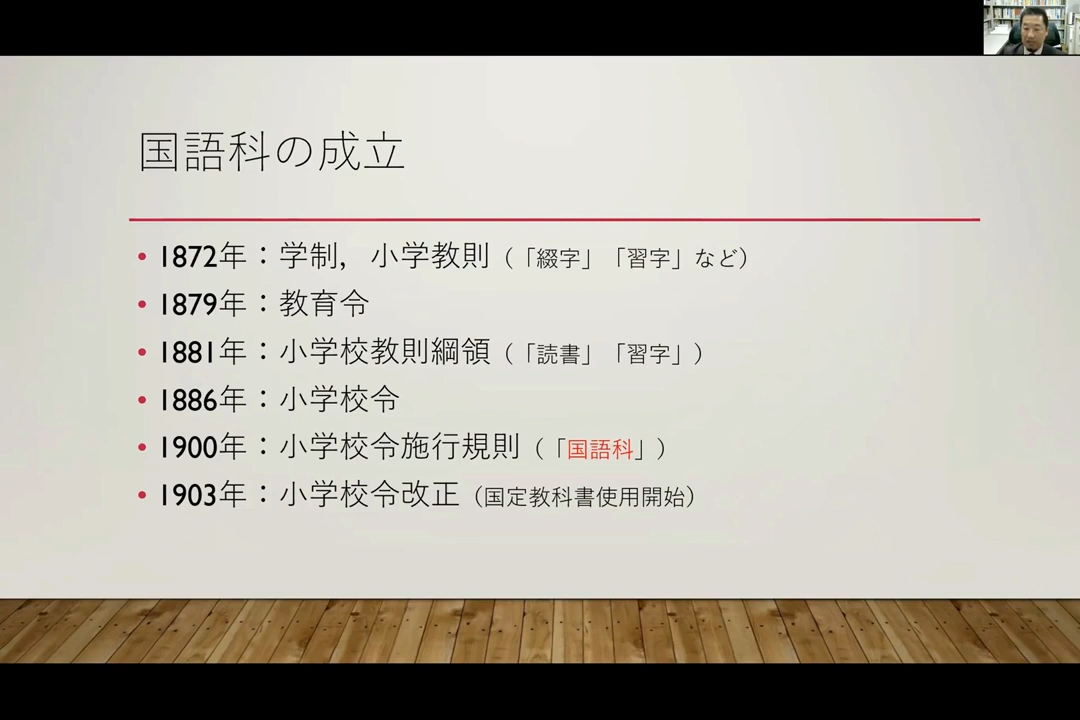 国語科の成立
• 1872年：学制，小学教則（「綴字」「習字」など）
• 1879年：教育令
• 1881年：小学校教則綱領（「読書」「習字」）
• 1886年：小学校令
• 1900年：小学校令施行規則（「国語科」）
• 1903年：小学校令改正（国定教科書使用開始）